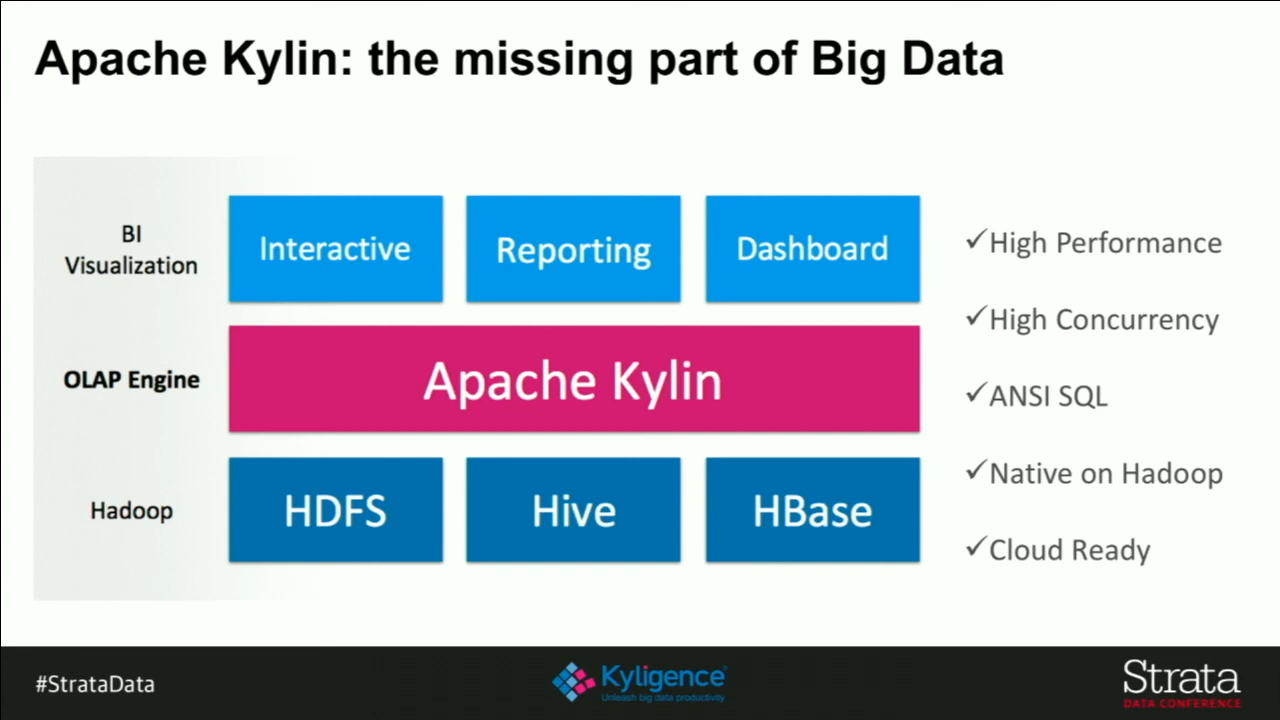 Apache Kylin: the missing part of Big Data
BI
Visualization
Interactive
Reporting
Dashboard
OLAP Engine
Apache Kylin
Hadoop
HDFS
Hive
HBase
✓High Performance
✓High Concurrency
✓ANSI SQL
✓Native on Hadoop
✓Cloud Ready
#StrataData
Kyligence
Unleash big data productivity
Strata
DATA CONFERENCE